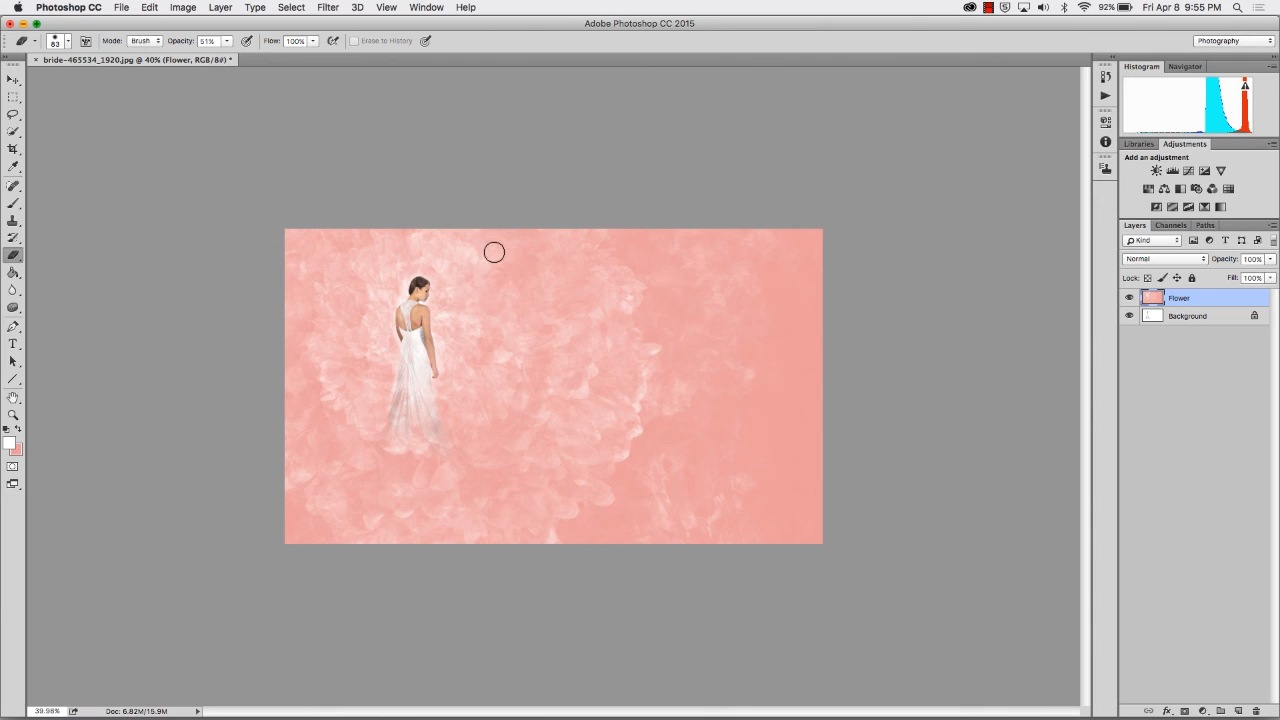 Photoshop CC File Edit Image Layer Type Select Filter 3D View Window Help 92% Fri Apr 8 9:55 PM
Adobe Photoshop CC 2015
83 Mode: Brush Opacity: 51% Flow: 100% Erase to History Photography
× bride-465534_1920.jpg @ 40% (Flower, RGB/8#) *
Histogram Navigator
Libraries Adjustments
Add an adjustment
Layers Channels Paths
Kind
Normal Opacity: 100%
Lock: Fill: 100%
Flower
Background
39.98% Doc: 6.82M/15.9M